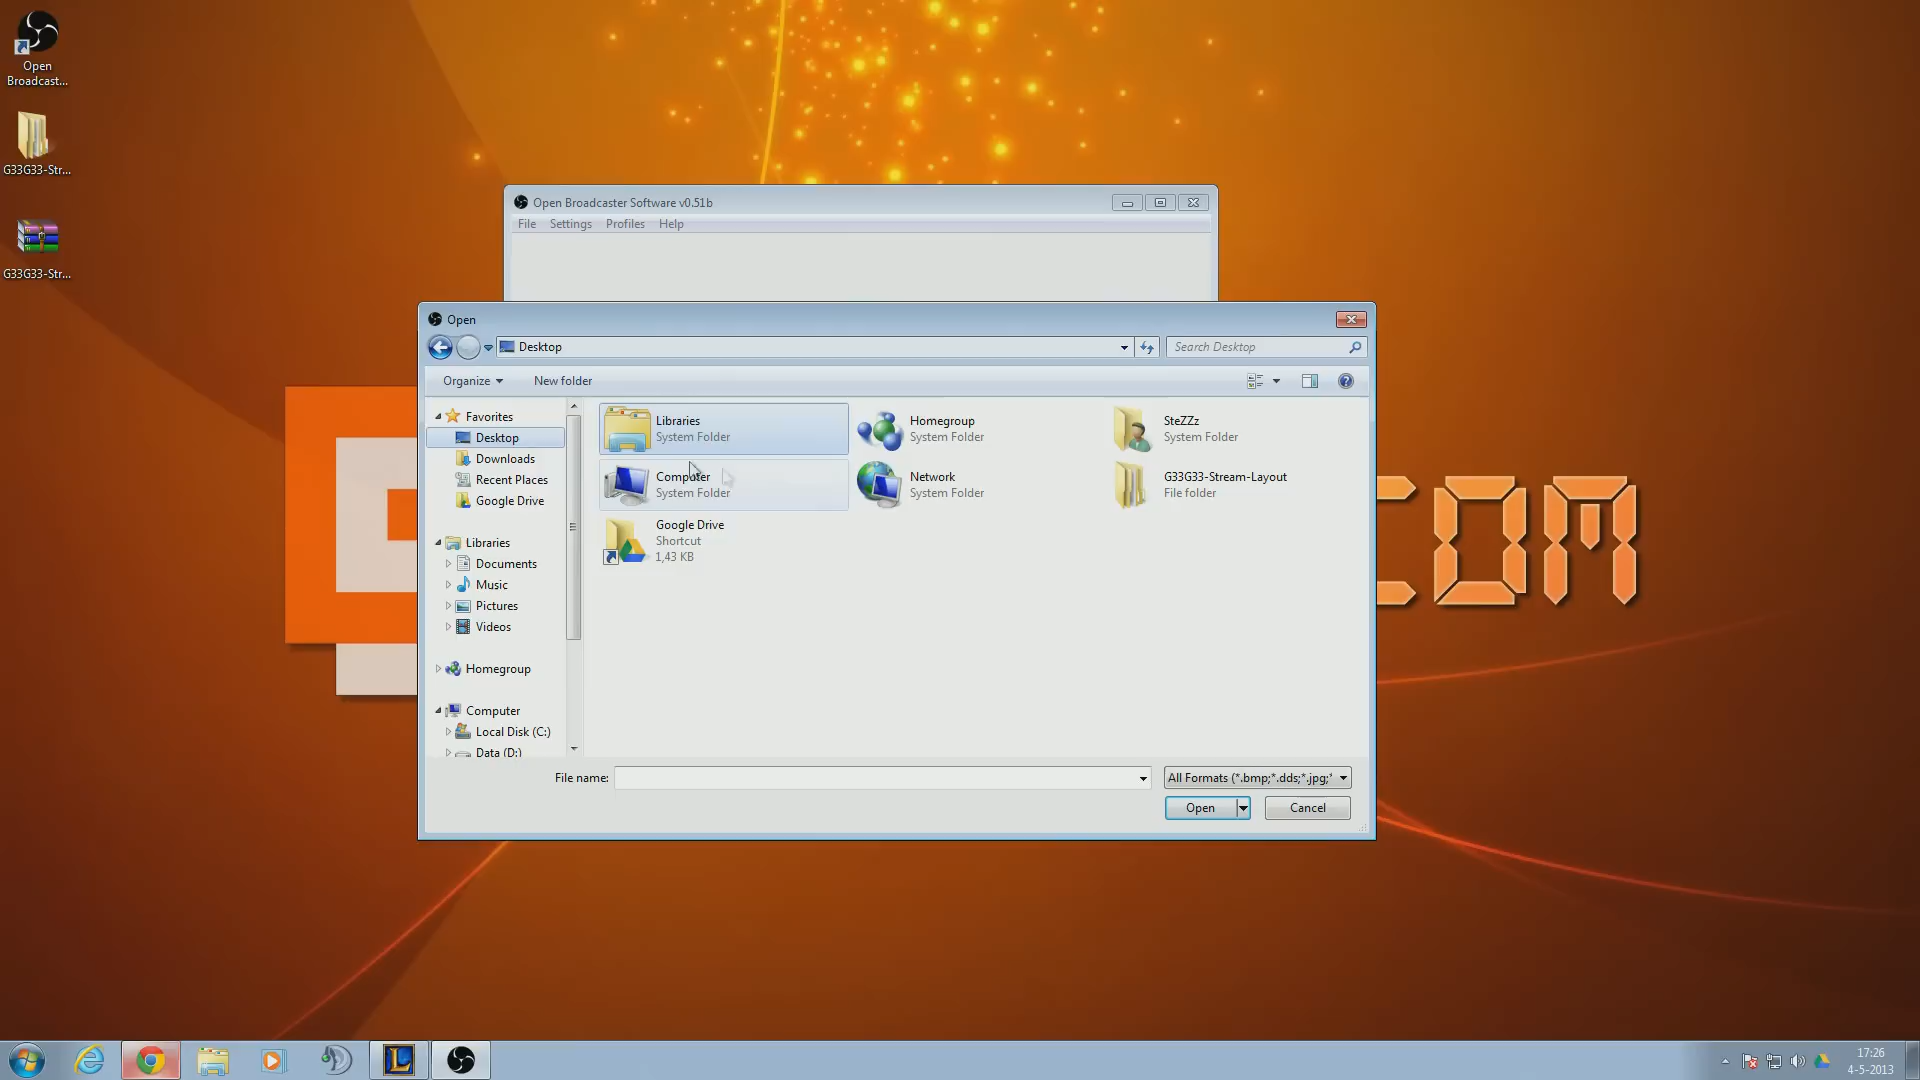 Open
Broadcast...
G33G33-Str...
G33G33-Str...
Open Broadcaster Software v0.51b
File Settings Profiles Help
Open
Desktop
Search Desktop
Organize New folder
Favorites
Desktop
Downloads
Recent Places
Google Drive
Libraries
Documents
Music
Pictures
Videos
Homegroup
Computer
Local Disk (C:)
Data (D:)
Libraries
System Folder
Homegroup
System Folder
SteZZz
System Folder
Computer
System Folder
Network
System Folder
G33G33-Stream-Layout
File folder
Google Drive
Shortcut
1,43 KB
File name:
All Formats (*.bmp;*.dds;*.jpg;*
Open Cancel
COM
17:26
4-5-2013